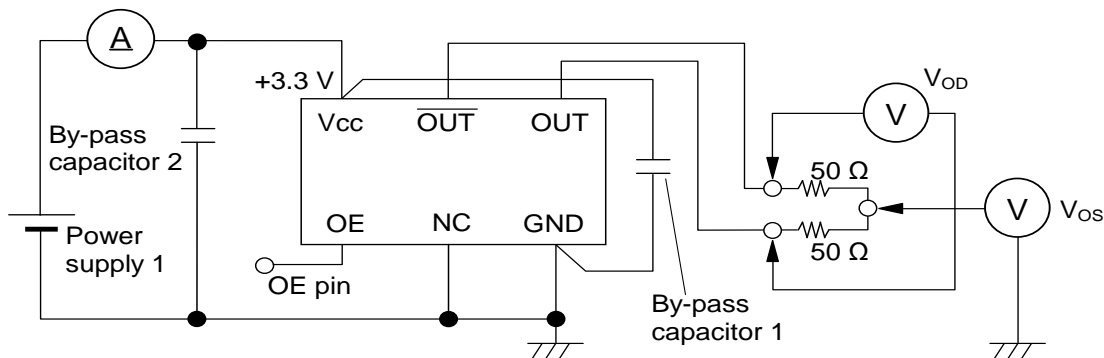 A
+3.3 V
Vcc
OUT
OUT
V
VOD
By-pass
capacitor 2
50 Ω
V
VOS
OE
NC
GND
50 Ω
Power
supply 1
OE pin
By-pass
capacitor 1